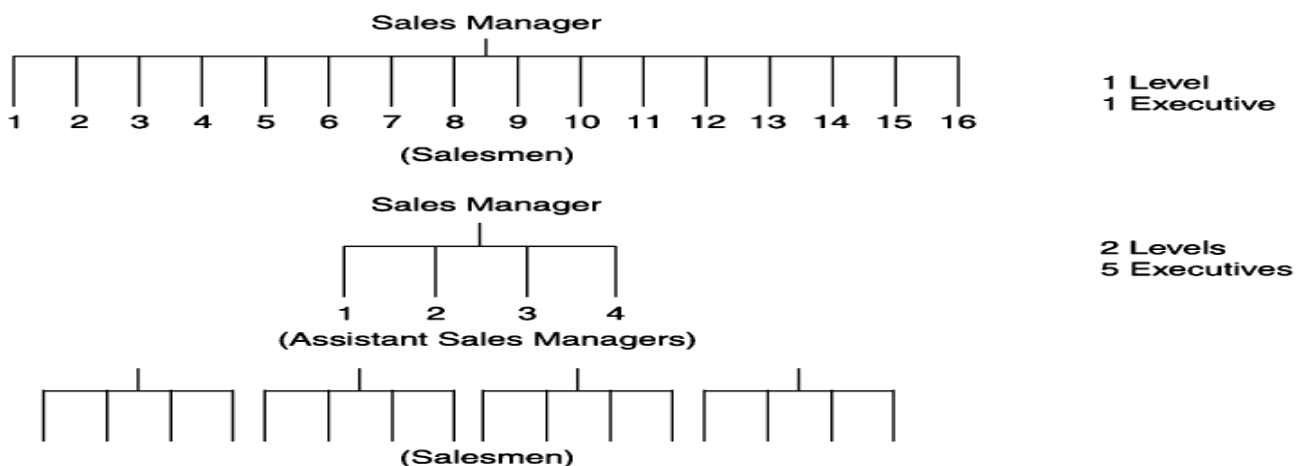 Sales Manager
1 Level
1 Executive
1 2 3 4 5 6 7 8 9 10 11 12 13 14 15 16
(Salesmen)
Sales Manager
2 Levels
5 Executives
1 2 3 4
(Assistant Sales Managers)
(Salesmen)